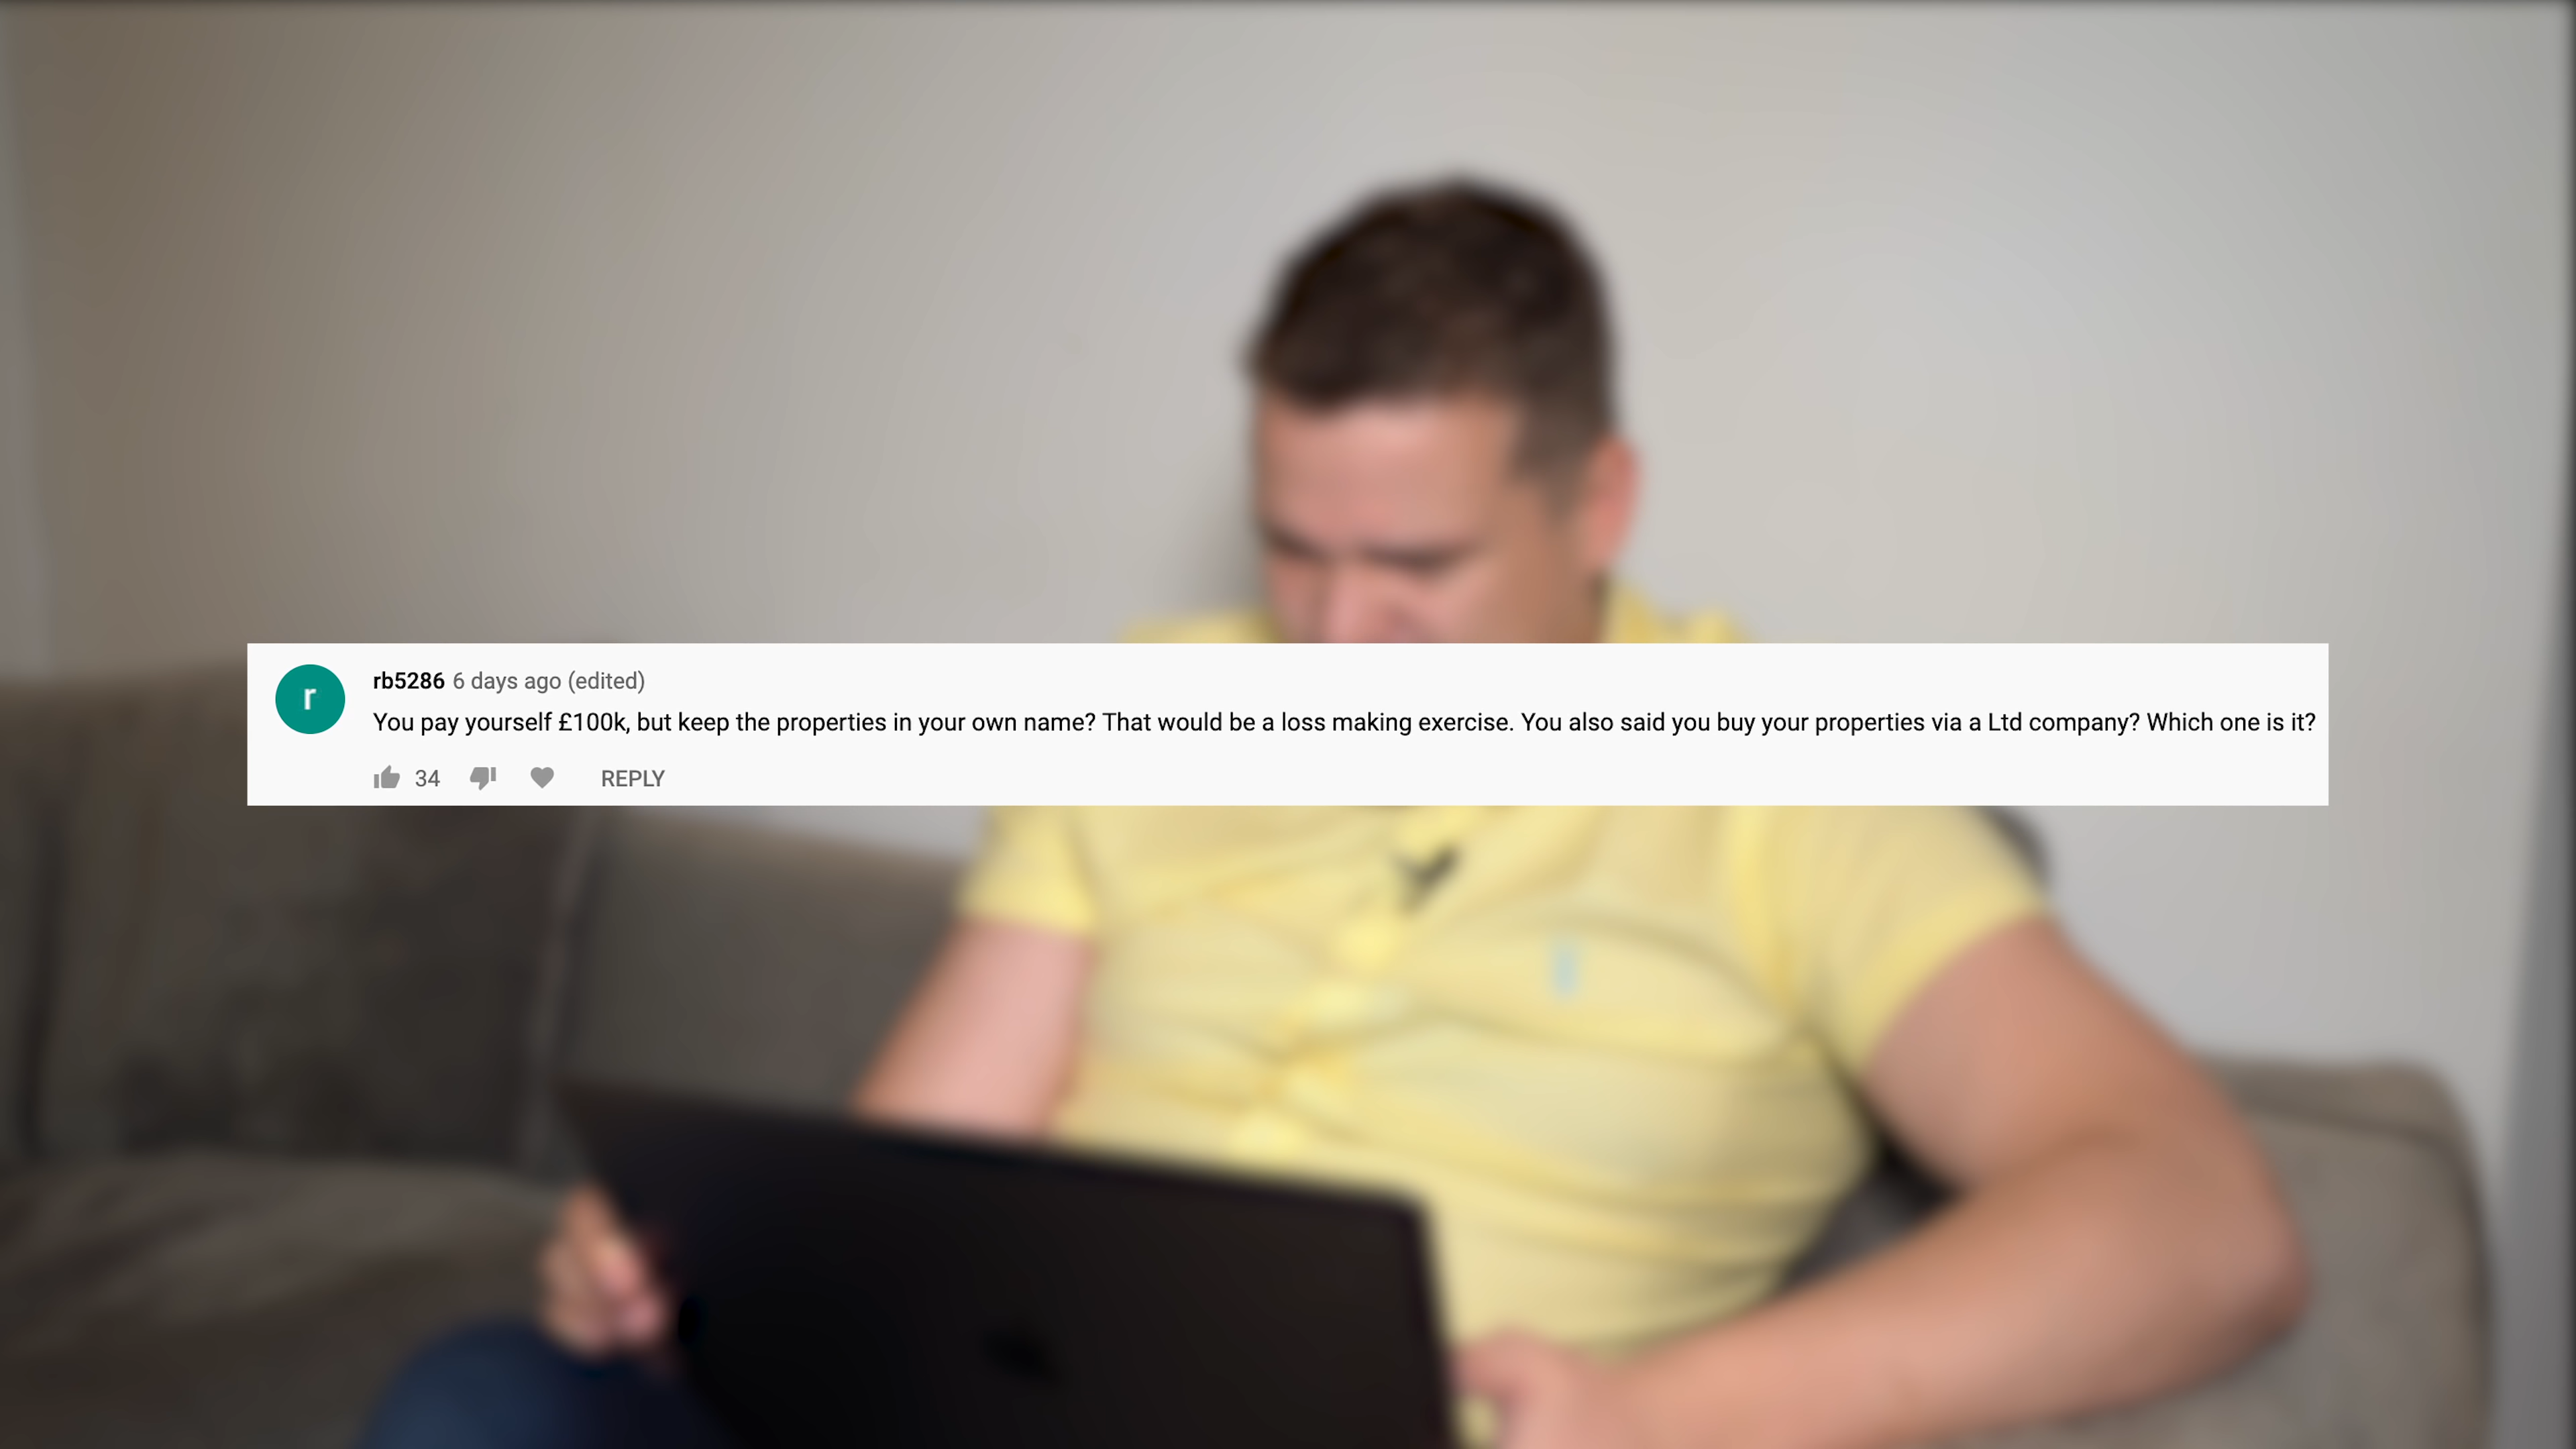 r
rb5286 6 days ago (edited)
You pay yourself £100k, but keep the properties in your own name? That would be a loss making exercise. You also said you buy your properties via a Ltd company? Which one is it?
34 REPLY